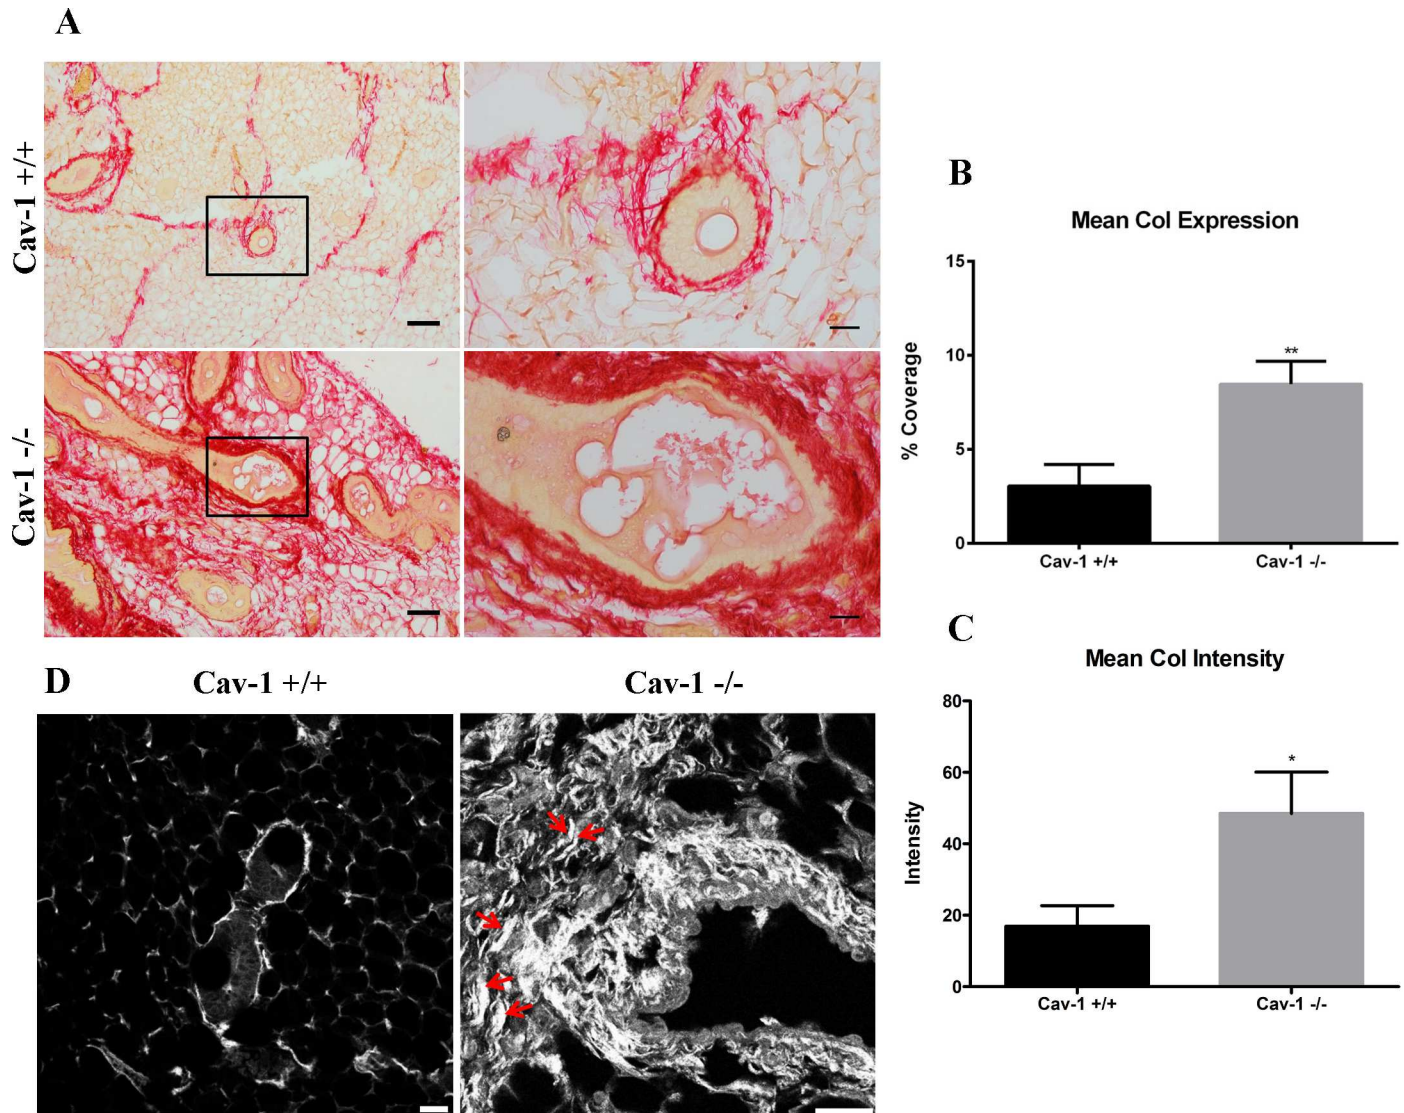 A
Cav-1 +/+
Cav-1 -/-
B
Mean Col Expression
% Coverage
15
10
5
0
**
Cav-1 +/+
Cav-1 -/-
C
Mean Col Intensity
Intensity
80
60
40
20
0
*
Cav-1 +/+
Cav-1 -/-
D
Cav-1 +/+
Cav-1 -/-